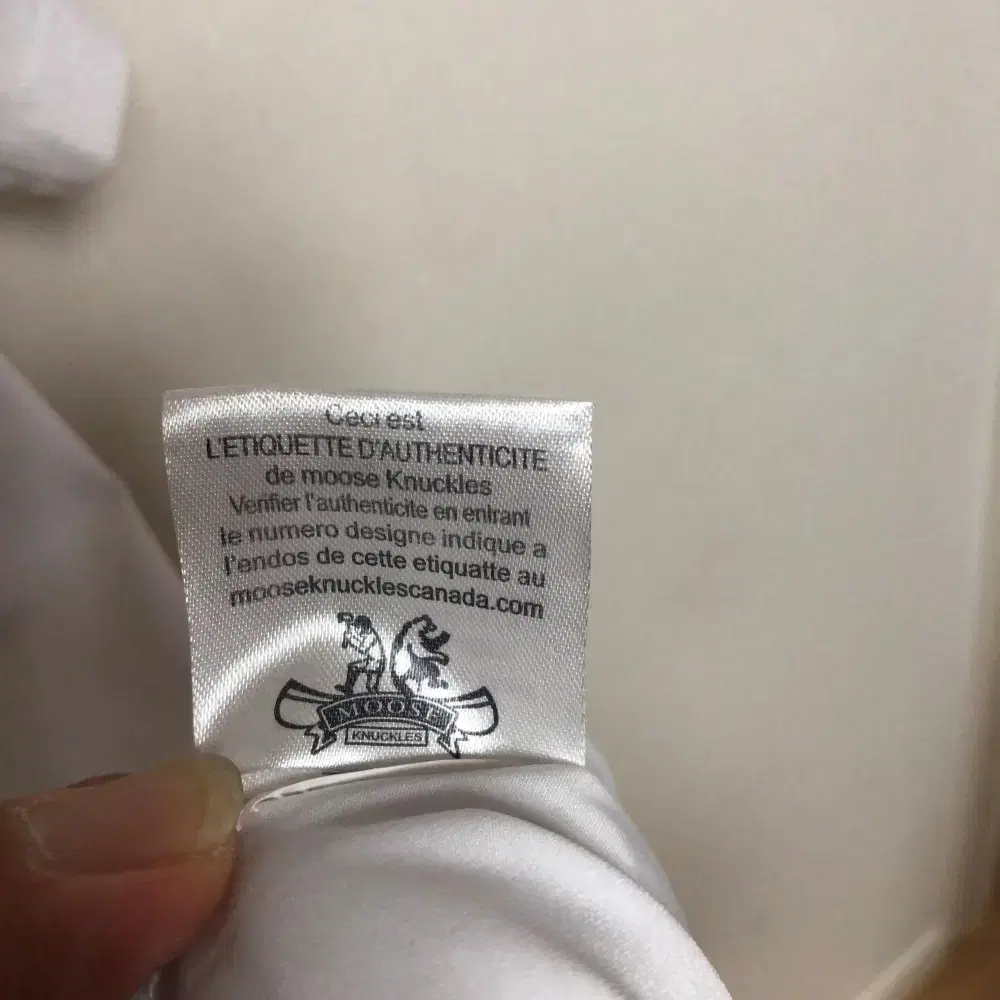 Ceci est
L'ETIQUETTE D'AUTHENTICITE
de moose Knuckles
Verifier l'authenticite en entrant
le numero designe indique a
l'endos de cette etiquatte au
mooseknucklescanada.com
MOOSE
KNUCKLES